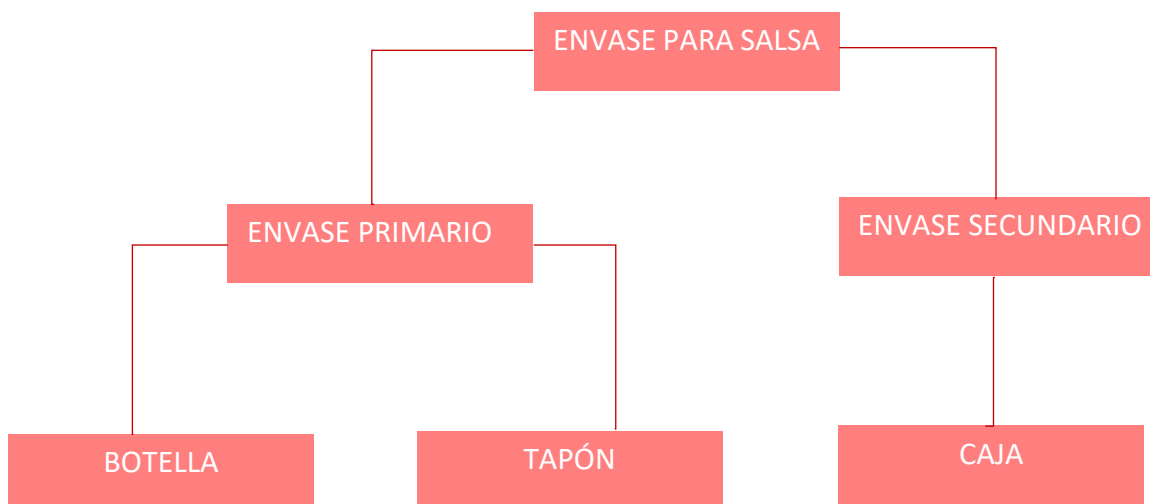 ENVASE PARA SALSA
ENVASE PRIMARIO
ENVASE SECUNDARIO
BOTELLA
TAPÓN
CAJA